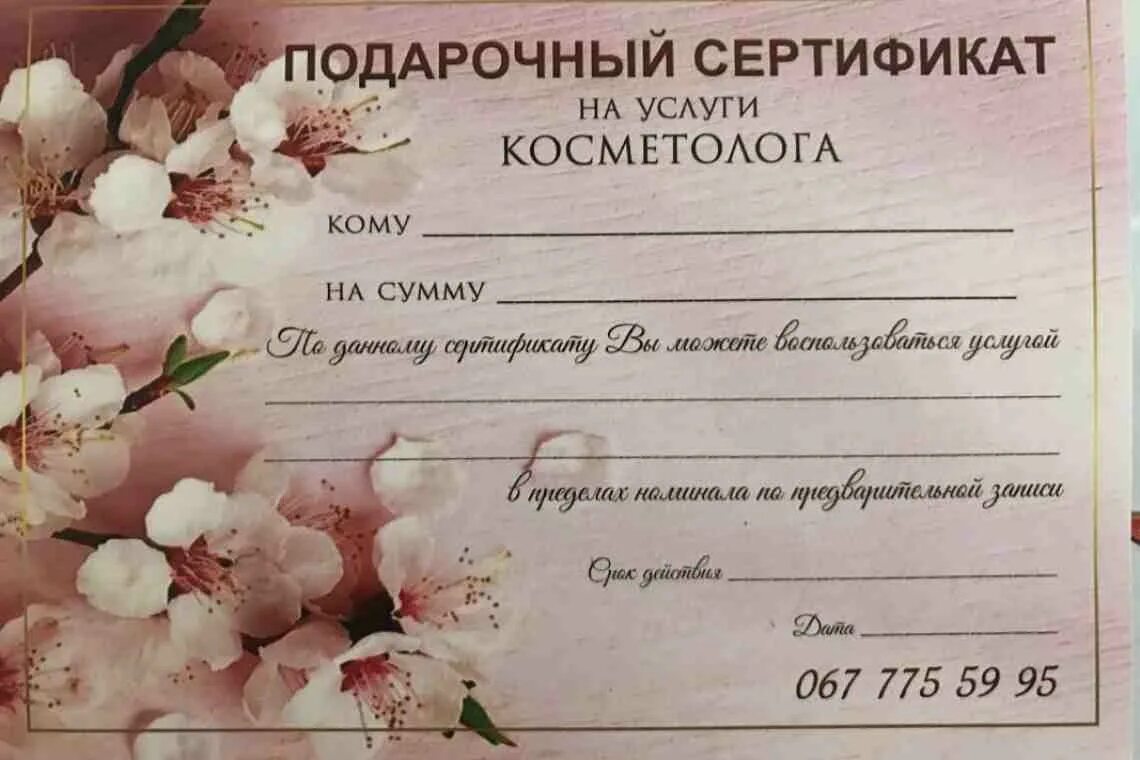 ПОДАРОЧНЫЙ СЕРТИФИКАТ
НА УСЛУГИ
КОСМЕТОЛОГА
КОМУ
НА СУММУ
По данному сертификату Вы можете воспользоваться услугой
в пределах номинала по предварительной записи
Срок действия
Дата
067 775 59 95